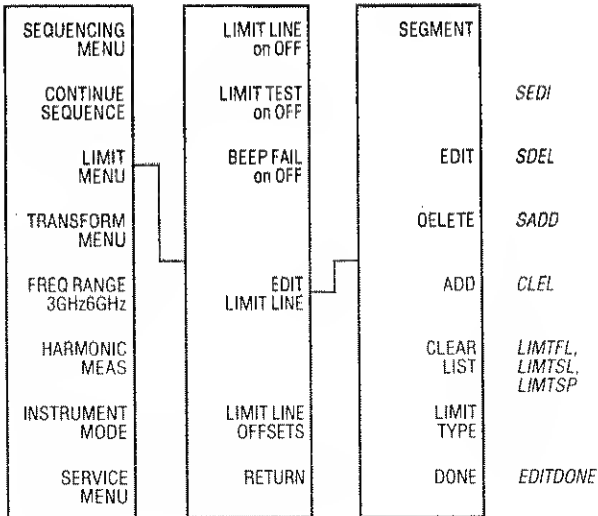 SEQUENCING
MENU
CONTINUE
SEQUENCE
LIMIT
MENU
TRANSFORM
MENU
FREQ RANGE
3GHz6GHz
HARMONIC
MEAS
INSTRUMENT
MODE
SERVICE
MENU
LIMIT LINE
on OFF
LIMIT TEST
on OFF
BEEP FAIL
on OFF
EDIT
LIMIT LINE
LIMIT LINE
OFFSETS
RETURN
SEGMENT
EDIT
OELETE
ADD
CLEAR
LIST
LIMIT
TYPE
DONE
SEDI
SDEL
SADD
CLEL
LIMTFL,
LIMTSL,
LIMTSP
EDITDONE